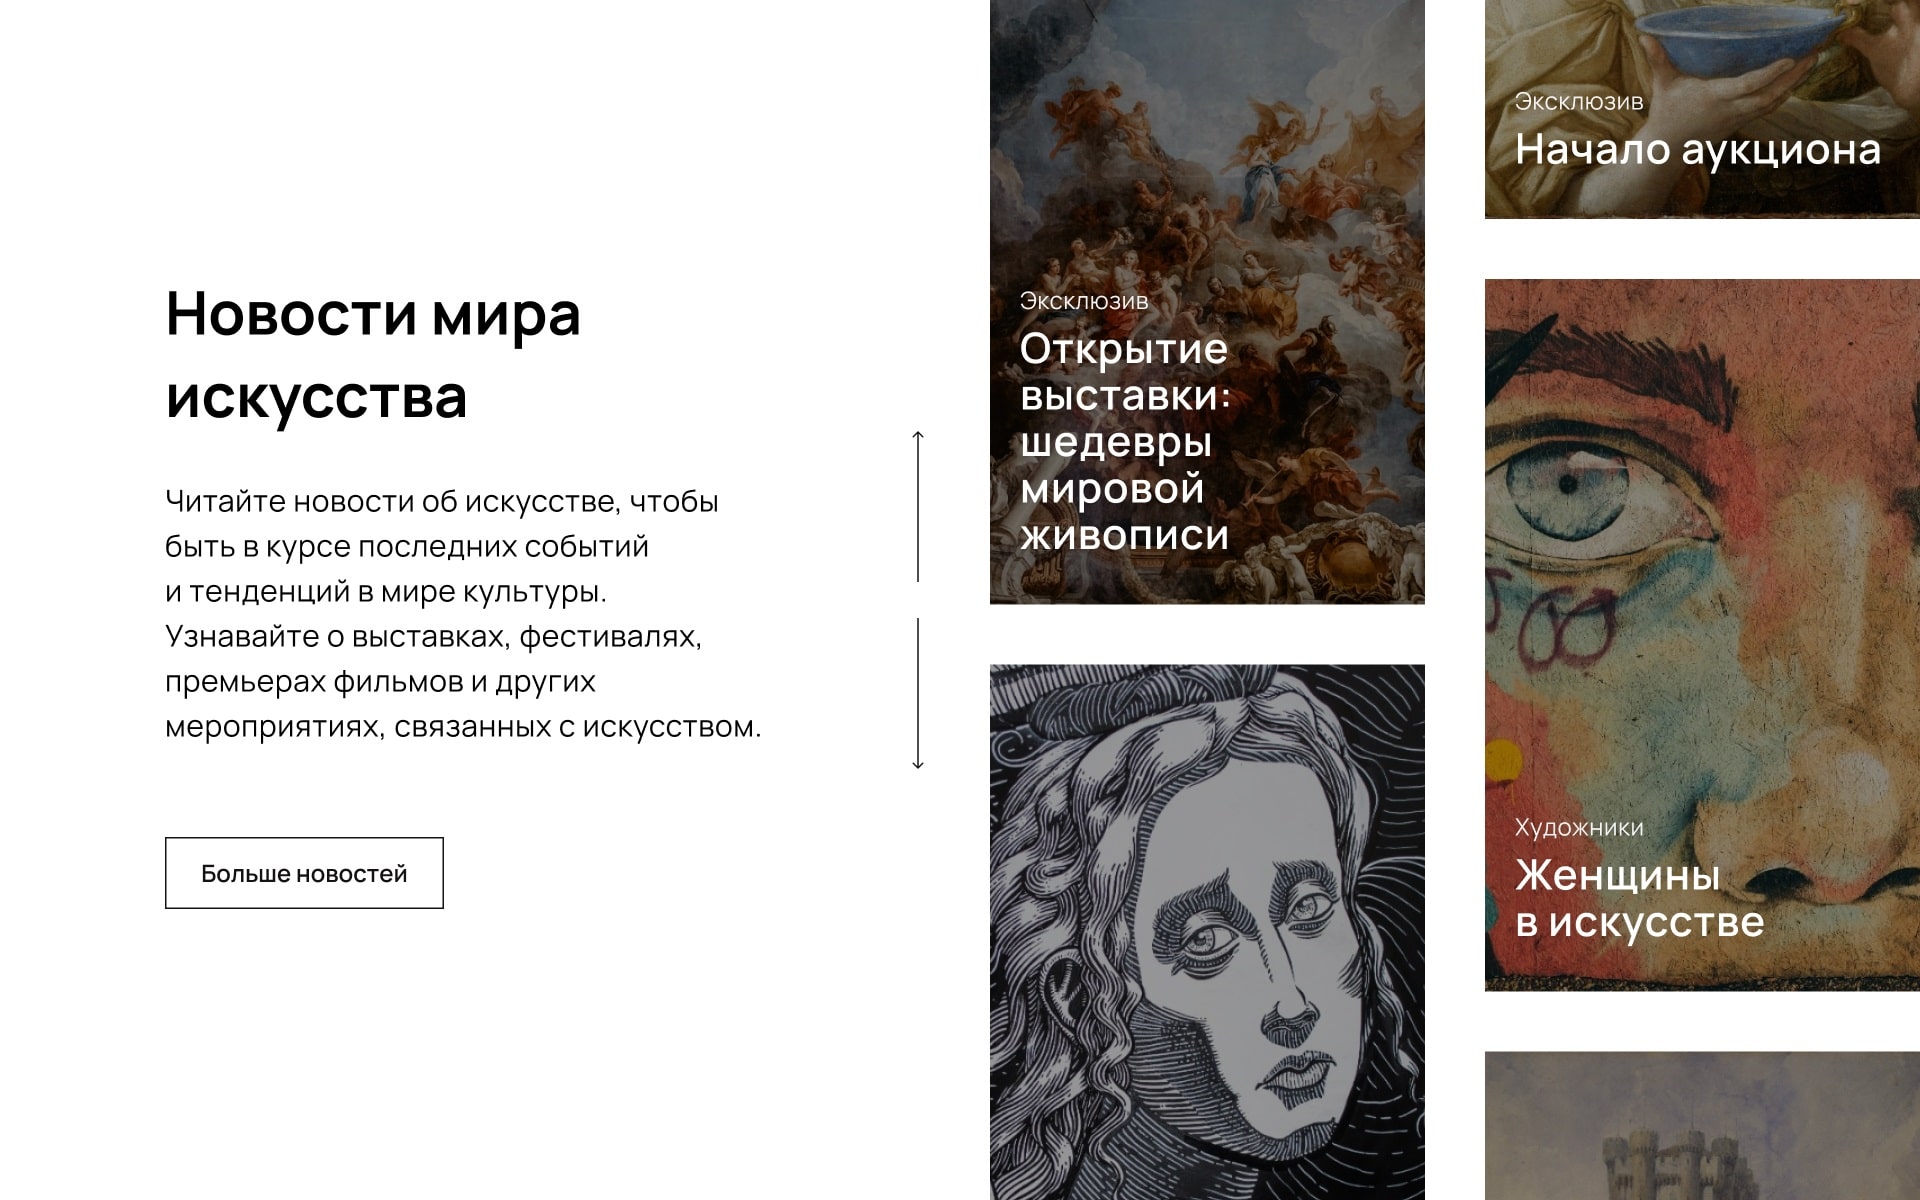 Новости мира
искусства
Читайте новости об искусстве, чтобы
быть в курсе последних событий
и тенденций в мире культуры.
Узнавайте о выставках, фестивалях,
премьерах фильмов и других
мероприятиях, связанных с искусством.
Больше новостей
Эксклюзив
Открытие
выставки:
шедевры
мировой
живописи
Эксклюзив
Начало аукциона
Художники
Женщины
в искусстве